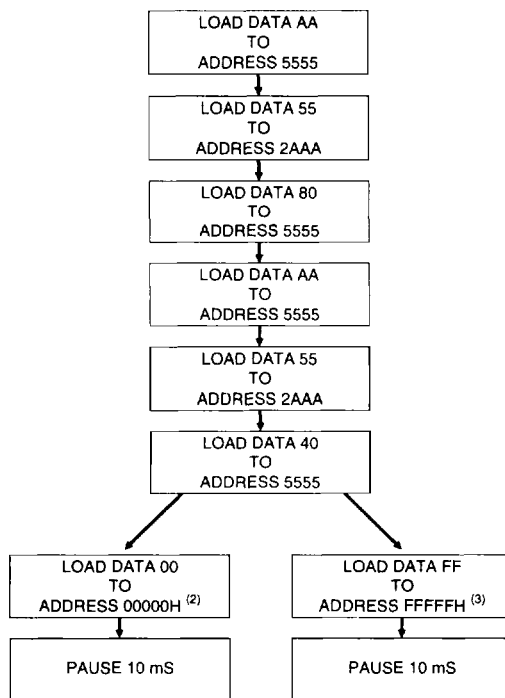 LOAD DATA AA
TO
ADDRESS 5555
LOAD DATA 55
TO
ADDRESS 2AAA
LOAD DATA 80
TO
ADDRESS 5555
LOAD DATA AA
TO
ADDRESS 5555
LOAD DATA 55
TO
ADDRESS 2AAA
LOAD DATA 40
TO
ADDRESS 5555
LOAD DATA 00
TO
ADDRESS 00000H (2)
PAUSE 10 mS
LOAD DATA FF
TO
ADDRESS FFFFFH (3)
PAUSE 10 mS